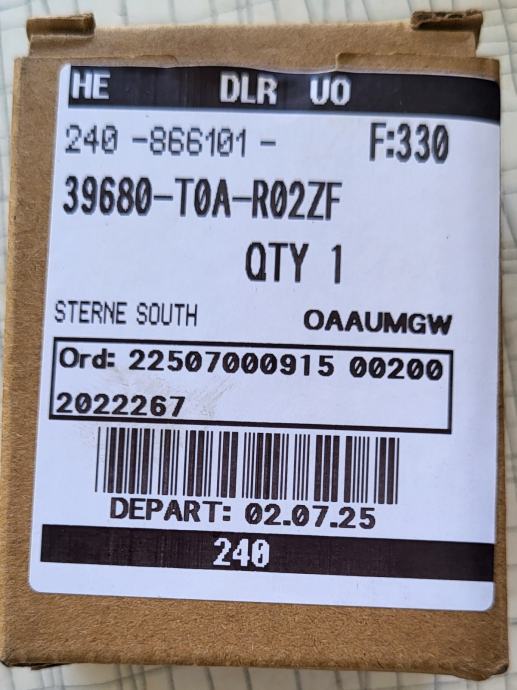 HE DLR UO
240 -866101 - F:330
39680-T0A-R02ZF
QTY 1
STERNE SOUTH OAAUMGW
Ord: 22507000915 00200
2022267
DEPART: 02.07.25
240